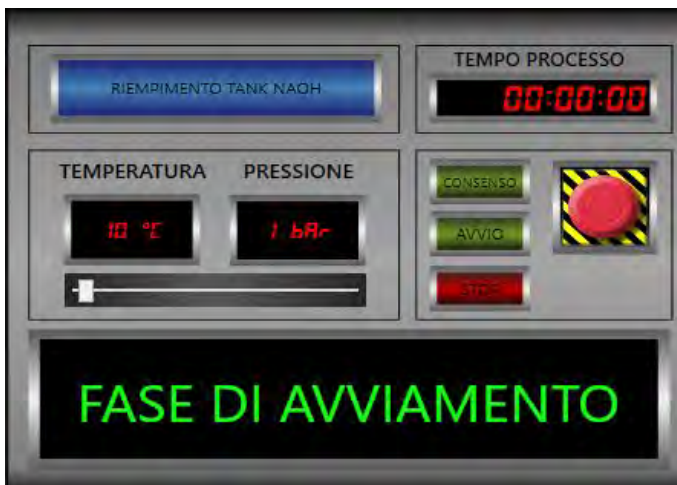 RIEMPIMENTO TANK NAOH
TEMPO PROCESSO
00:00:00
TEMPERATURA
PRESSIONE
10 °C
1 bAr
CONSENSO
AVVIO
STOP
FASE DI AVVIAMENTO